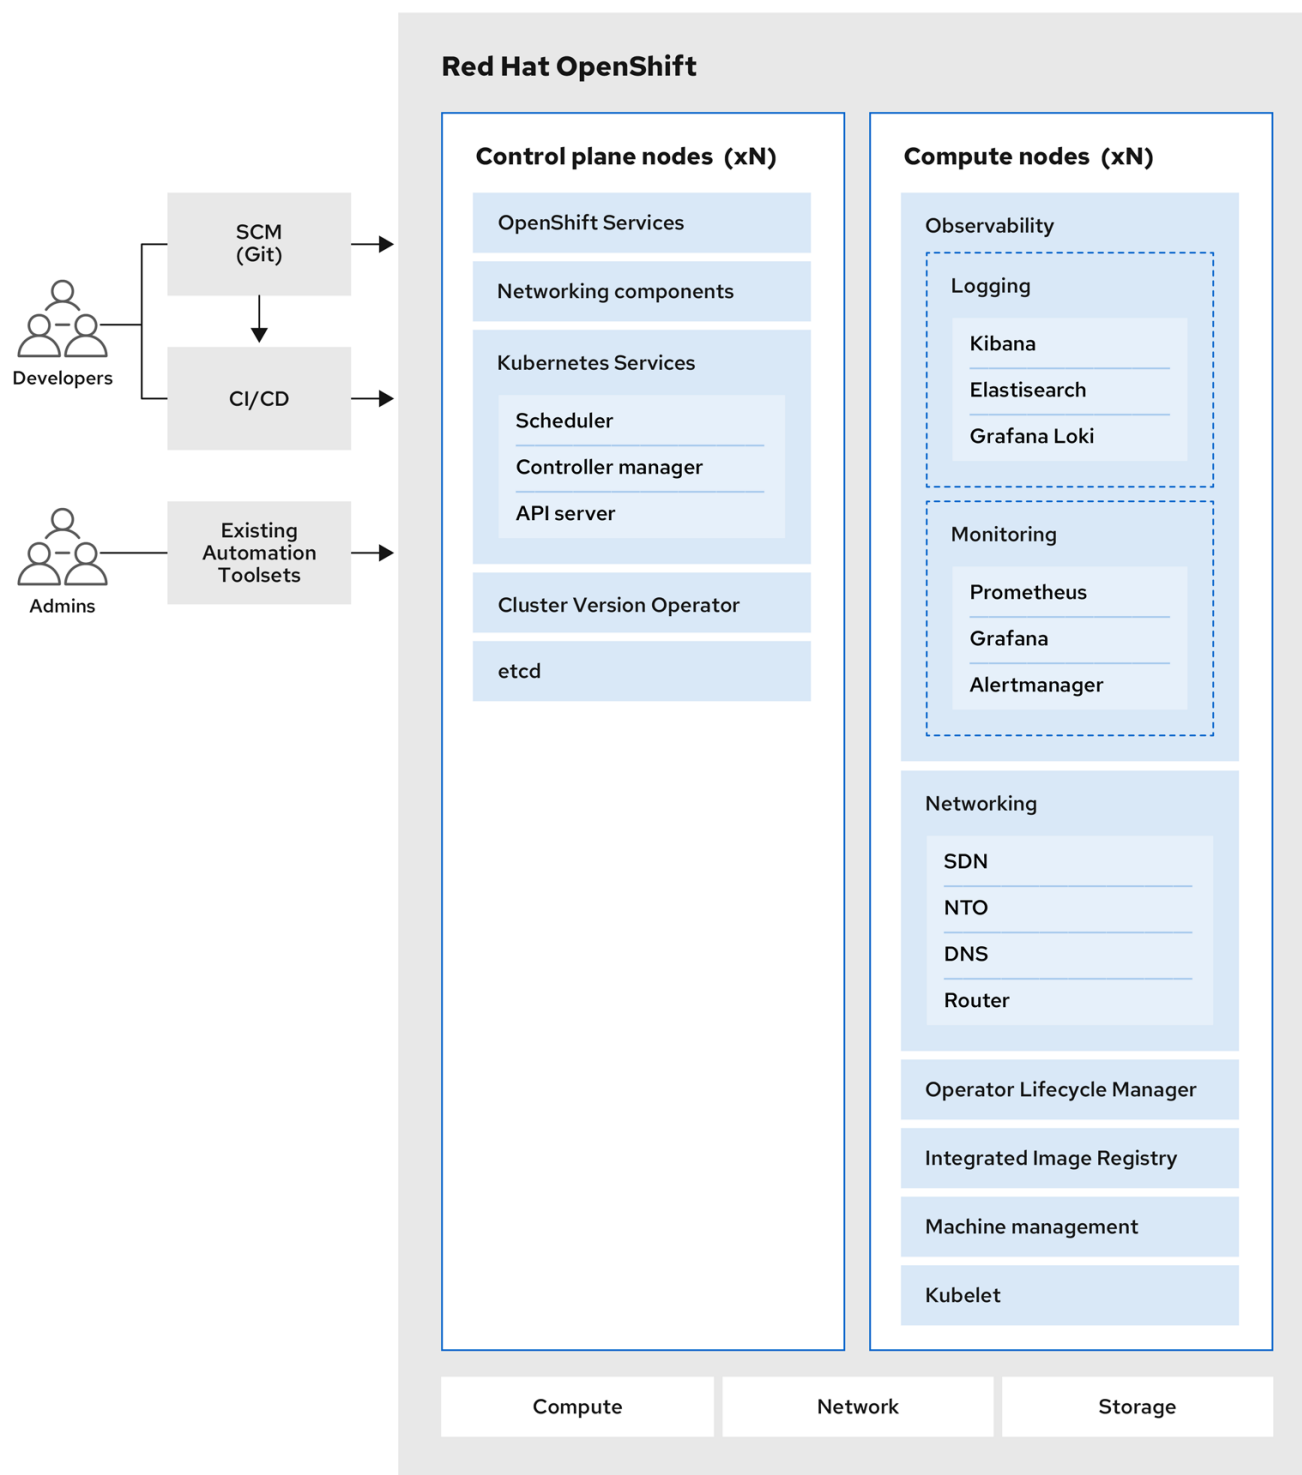 Red Hat OpenShift
Developers
SCM
(Git)
CI/CD
Admins
Existing
Automation
Toolsets
Control plane nodes (xN)
OpenShift Services
Networking components
Kubernetes Services
Scheduler
Controller manager
API server
Cluster Version Operator
etcd
Compute nodes (xN)
Observability
Logging
Kibana
Elastisearch
Grafana Loki
Monitoring
Prometheus
Grafana
Alertmanager
Networking
SDN
NTO
DNS
Router
Operator Lifecycle Manager
Integrated Image Registry
Machine management
Kubelet
Compute
Network
Storage